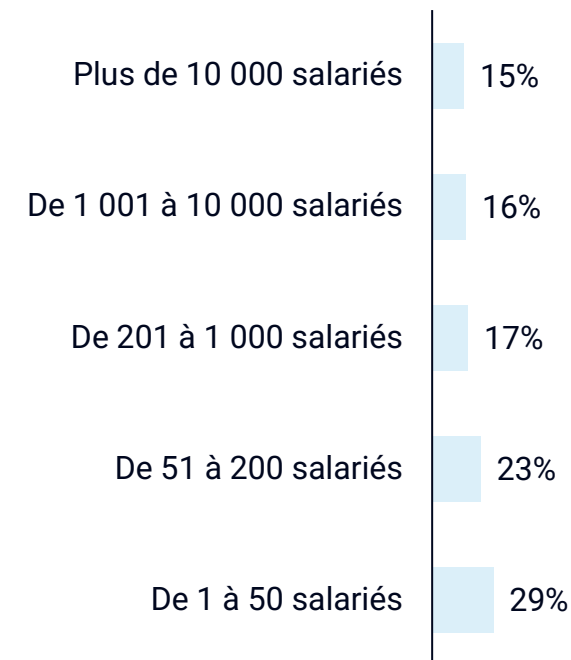 Plus de 10 000 salariés 15%
De 1 001 à 10 000 salariés 16%
De 201 à 1 000 salariés 17%
De 51 à 200 salariés 23%
De 1 à 50 salariés 29%